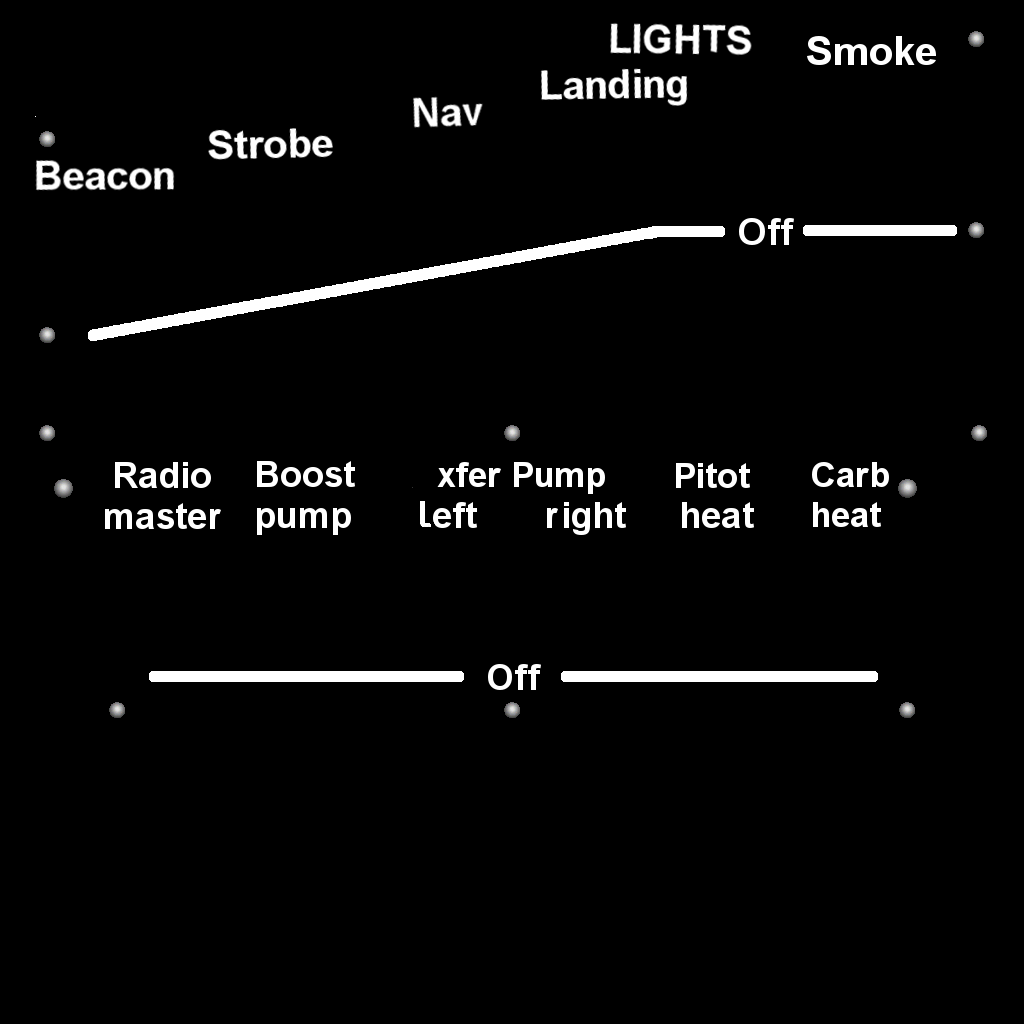 LIGHTS
Smoke
Landing
Nav
Strobe
Beacon
Off
Radio Boost xfer Pump Pitot Carb
master pump left right heat heat
Off